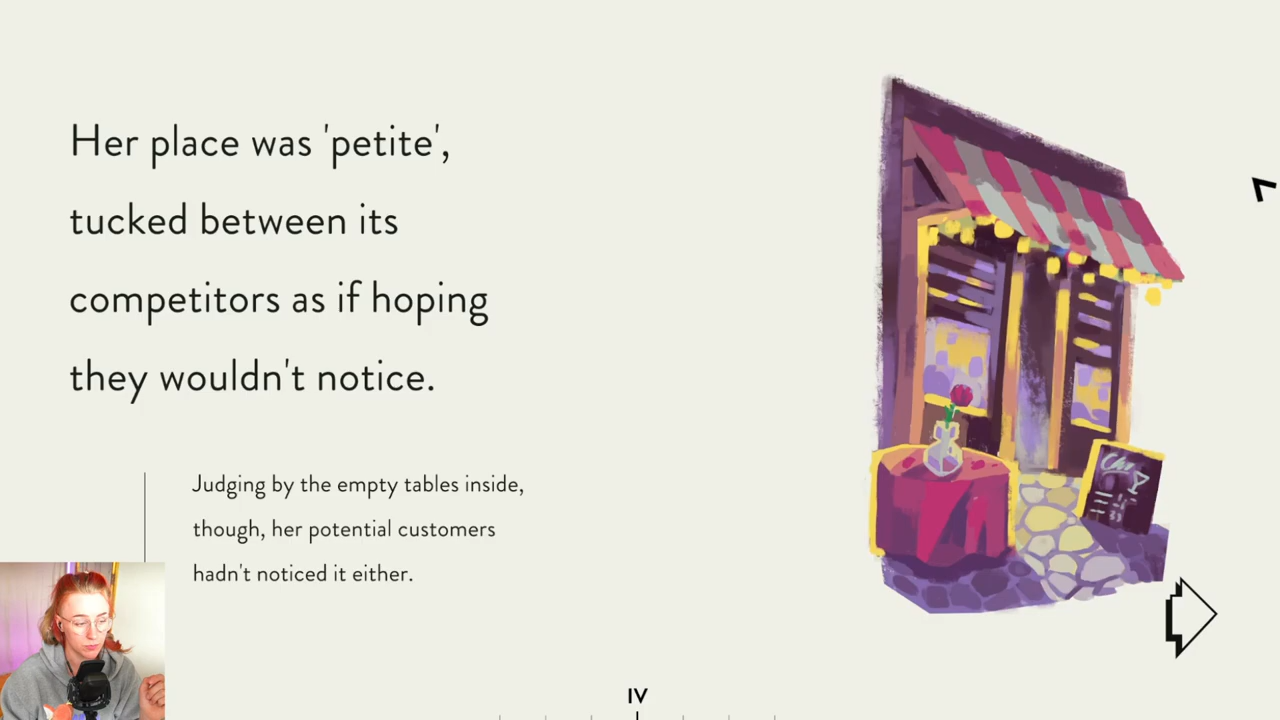 Her place was 'petite',
tucked between its
competitors as if hoping
they wouldn't notice.
Judging by the empty tables inside,
though, her potential customers
hadn't noticed it either.
IV